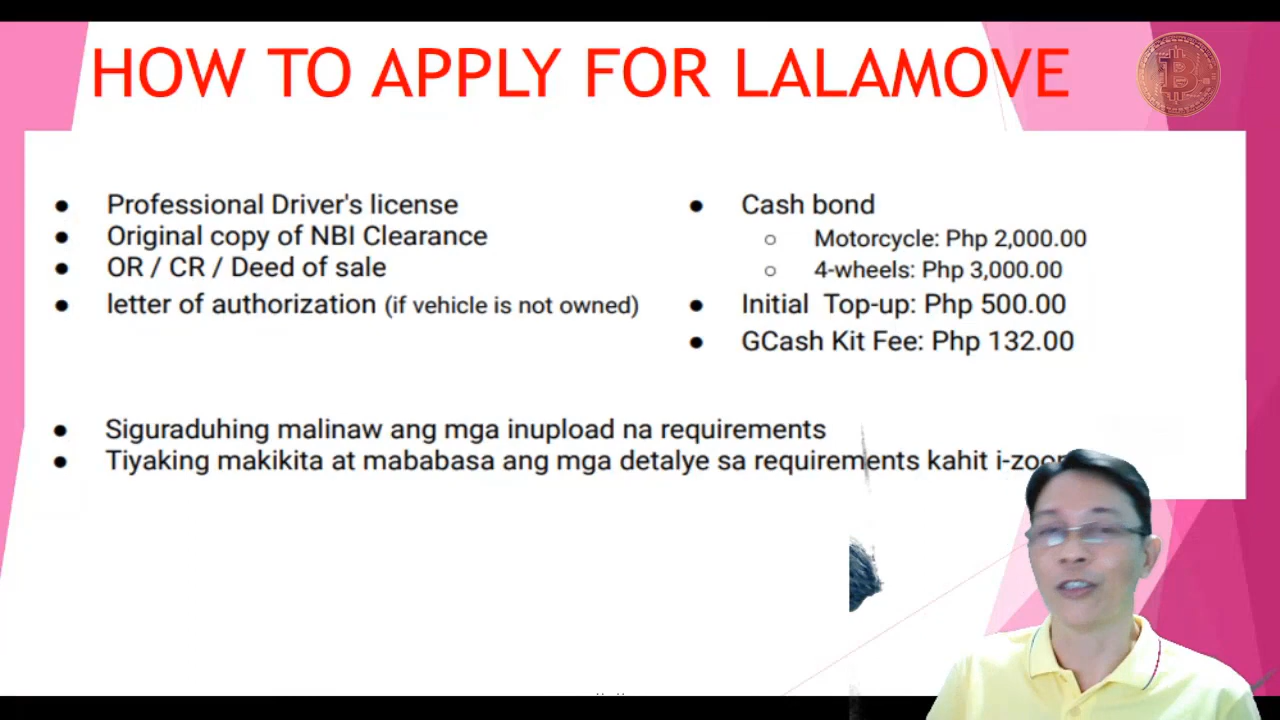 HOW TO APPLY FOR LALAMOVE
● Professional Driver's license
● Original copy of NBI Clearance
● OR / CR / Deed of sale
● letter of authorization (if vehicle is not owned)
● Cash bond
○ Motorcycle: Php 2,000.00
○ 4-wheels: Php 3,000.00
● Initial Top-up: Php 500.00
● GCash Kit Fee: Php 132.00
● Siguraduhing malinaw ang mga inupload na requirements
● Tiyaking makikita at mababasa ang mga detalye sa requirements kahit